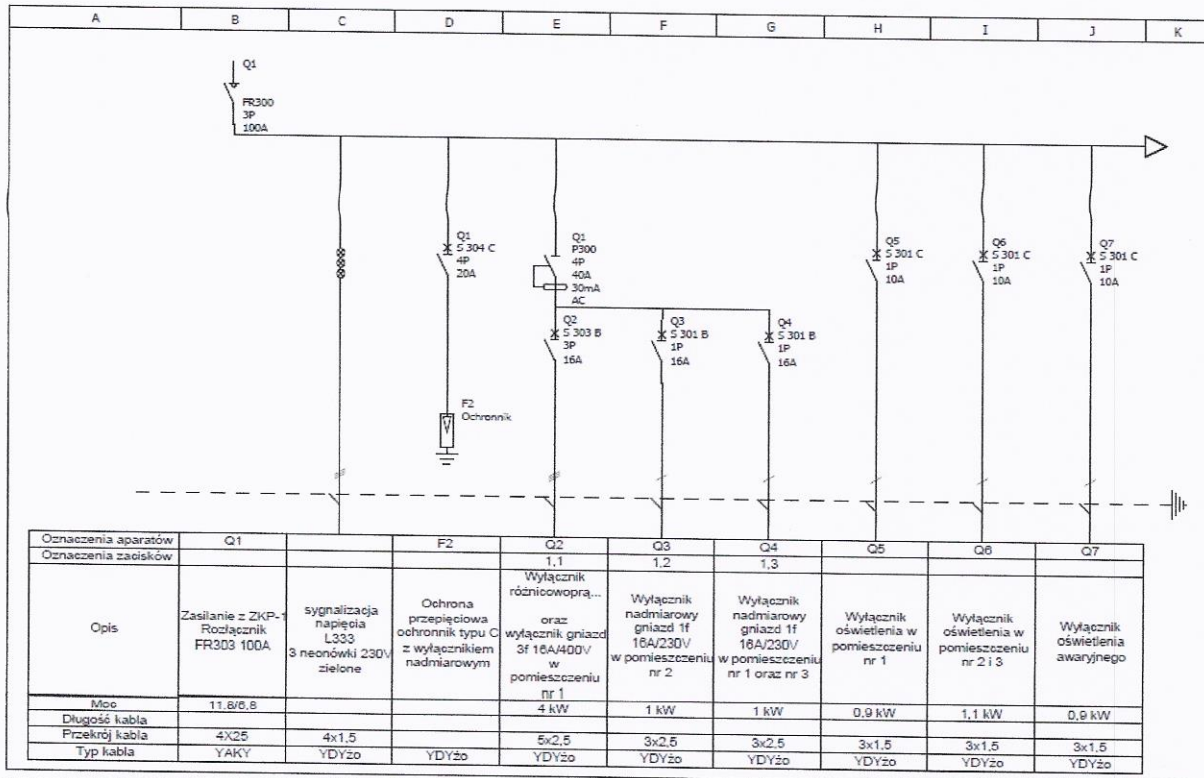 A B C D E F G H I J K
Q1
FR300
3P
100A
Q1
S 304 C
4P
20A
Q1
P300
4P
40A
30mA
AC
Q5
S 301 C
1P
10A
Q6
S 301 C
1P
10A
Q7
S 301 C
1P
10A
Q2
S 303 B
3P
16A
Q3
S 301 B
1P
16A
Q4
S 301 B
1P
16A
F2
Ochronnik
Oznaczenia aparatów Q1 F2 Q2 Q3 Q4 Q5 Q6 Q7
Oznaczenia zacisków 1,1 1,2 1,3
Opis
Zasilanie z ZKP-1
Rozłącznik
FR303 100A
sygnalizacja
napięcia
L333
3 neonówki 230V
zielone
Ochrona
przepięciowa
ochronnik typu C
z wyłącznikiem
nadmiarowym
Wyłącznik
różnicowoprą...
oraz
wyłącznik gniazd
3f 16A/400V
w
pomieszczeniu
nr 1
Wyłącznik
nadmiarowy
gniazd 1f
16A/230V
w pomieszczeniu
nr 2
Wyłącznik
nadmiarowy
gniazd 1f
16A/230V
w pomieszczeniu
nr 1 oraz nr 3
Wyłącznik
oświetlenia w
pomieszczeniu
nr 1
Wyłącznik
oświetlenia w
pomieszczeniu
nr 2 i 3
Wyłącznik
oświetlenia
awaryjnego
Moc 11,8/6,8 4 kW 1 kW 1 kW 0,9 kW 1,1 kW 0,9 kW
Długość kabla
Przekrój kabla 4X25 4x1,5 5x2,5 3x2,5 3x2,5 3x1,5 3x1,5 3x1,5
Typ kabla YAKY YDYżo YDYżo YDYżo YDYżo YDYżo YDYżo YDYżo YDYżo